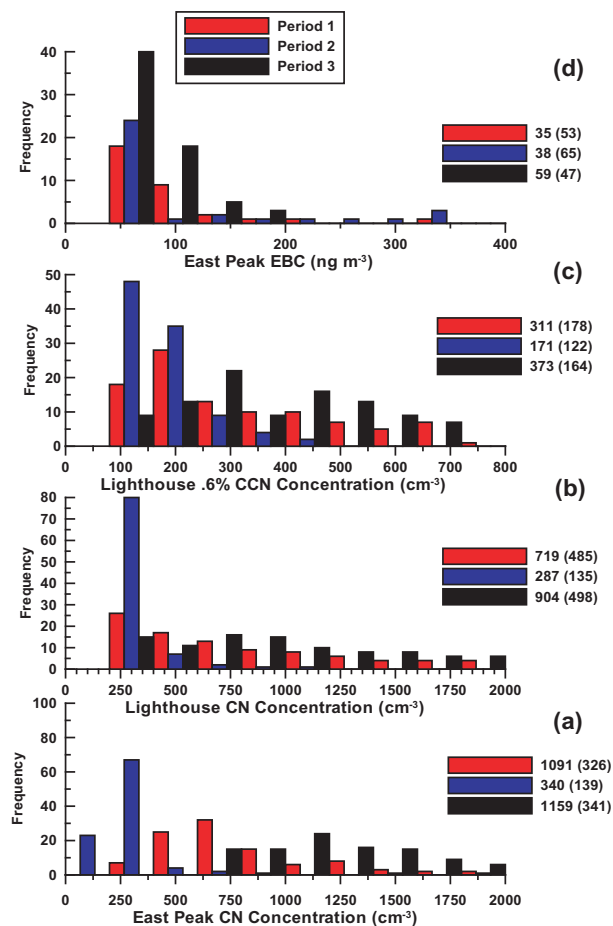 Period 1
Period 2
Period 3
(d)
40
30
20
10
0
Frequency
35 (53)
38 (65)
59 (47)
0 100 200 300 400
East Peak EBC (ng m-3)
(c)
50
40
30
20
10
0
Frequency
311 (178)
171 (122)
373 (164)
0 100 200 300 400 500 600 700 800
Lighthouse .6% CCN Concentration (cm-3)
(b)
80
70
60
50
40
30
20
10
0
Frequency
719 (485)
287 (135)
904 (498)
0 250 500 750 1000 1250 1500 1750 2000
Lighthouse CN Concentration (cm-3)
(a)
100
80
60
40
20
0
Frequency
1091 (326)
340 (139)
1159 (341)
0 250 500 750 1000 1250 1500 1750 2000
East Peak CN Concentration (cm-3)